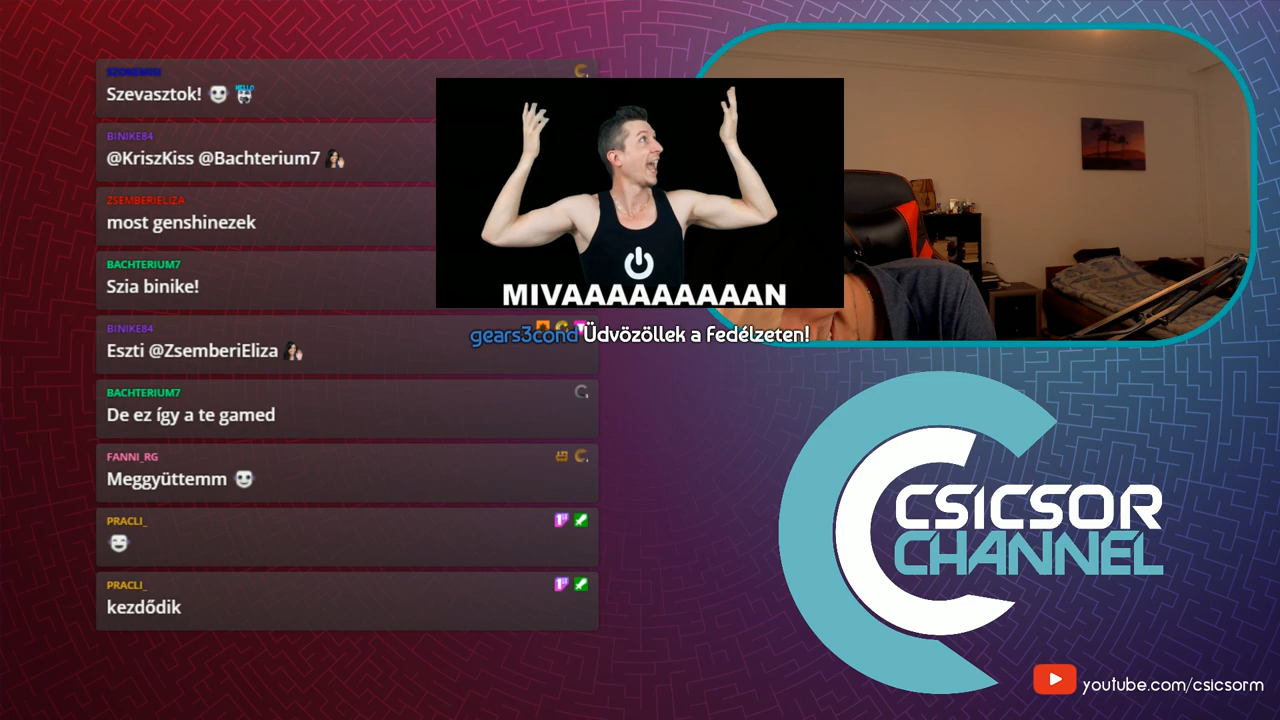 SZOKEMISI
Szevasztok!
HELLO
BINIKE84
@KriszKiss @Bachterium7
ZSEMBERIELIZA
most genshinezek
BACHTERIUM7
Szia binike!
BINIKE84
Eszti @ZsemberiEliza
BACHTERIUM7
De ez így a te gamed
FANNI_RG
Meggyüttemm
PRACLI_
PRACLI_
kezdődik
MIVAAAAAAAAAN
gears3cond Üdvözöllek a Fedélzeten!
CSICSOR
CHANNEL
youtube.com/csicsorm